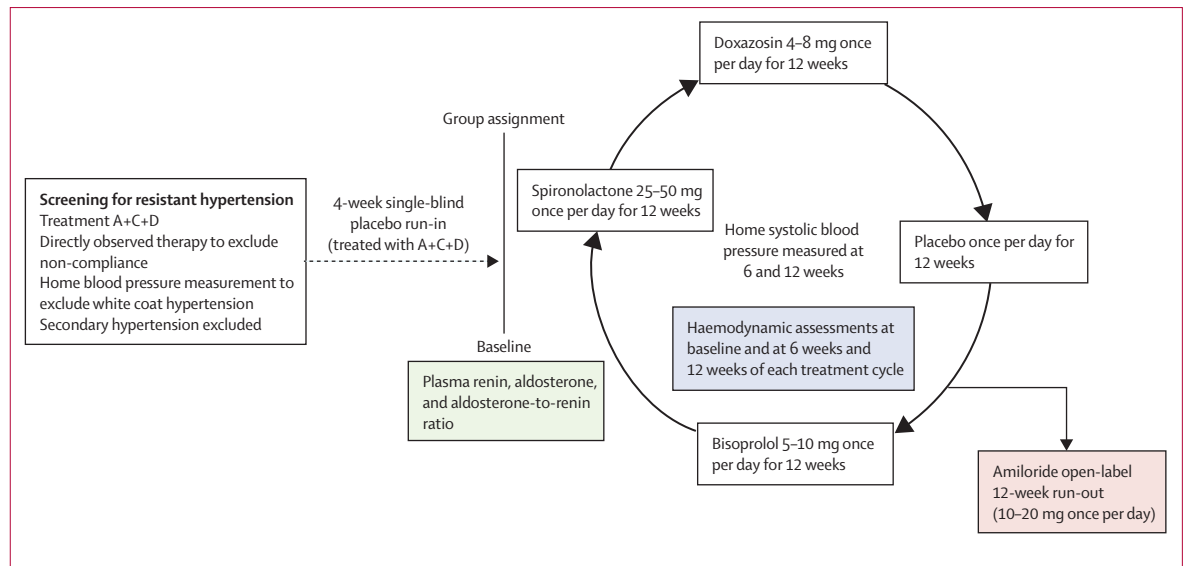 Screening for resistant hypertension
Treatment A+C+D
Directly observed therapy to exclude
non-compliance
Home blood pressure measurement to
exclude white coat hypertension
Secondary hypertension excluded
4-week single-blind
placebo run-in
(treated with A+C+D)
Group assignment
Baseline
Plasma renin, aldosterone,
and aldosterone-to-renin
ratio
Doxazosin 4–8 mg once
per day for 12 weeks
Spironolactone 25–50 mg
once per day for 12 weeks
Home systolic blood
pressure measured at
6 and 12 weeks
Placebo once per day for
12 weeks
Haemodynamic assessments at
baseline and at 6 weeks and
12 weeks of each treatment cycle
Bisoprolol 5–10 mg once
per day for 12 weeks
Amiloride open-label
12-week run-out
(10–20 mg once per day)